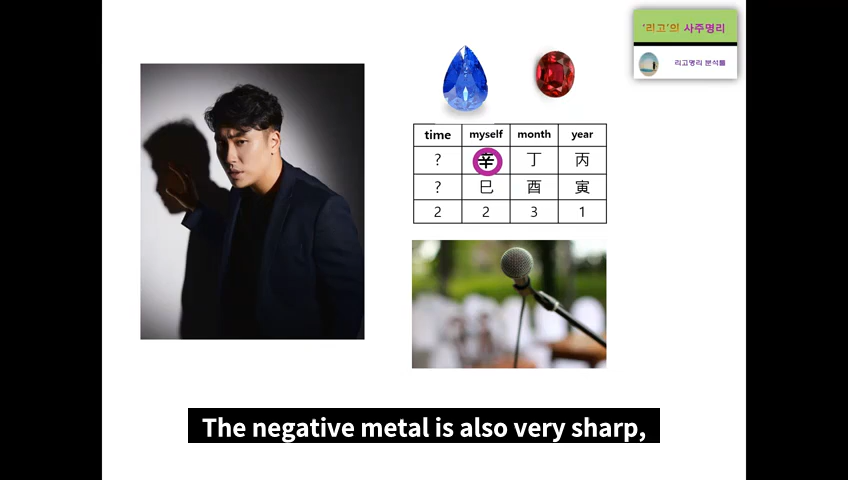 '리고'의 사주명리
리고명리 분석틀
time myself month year
? 辛 丁 丙
? 巳 酉 寅
2 2 3 1
The negative metal is also very sharp,